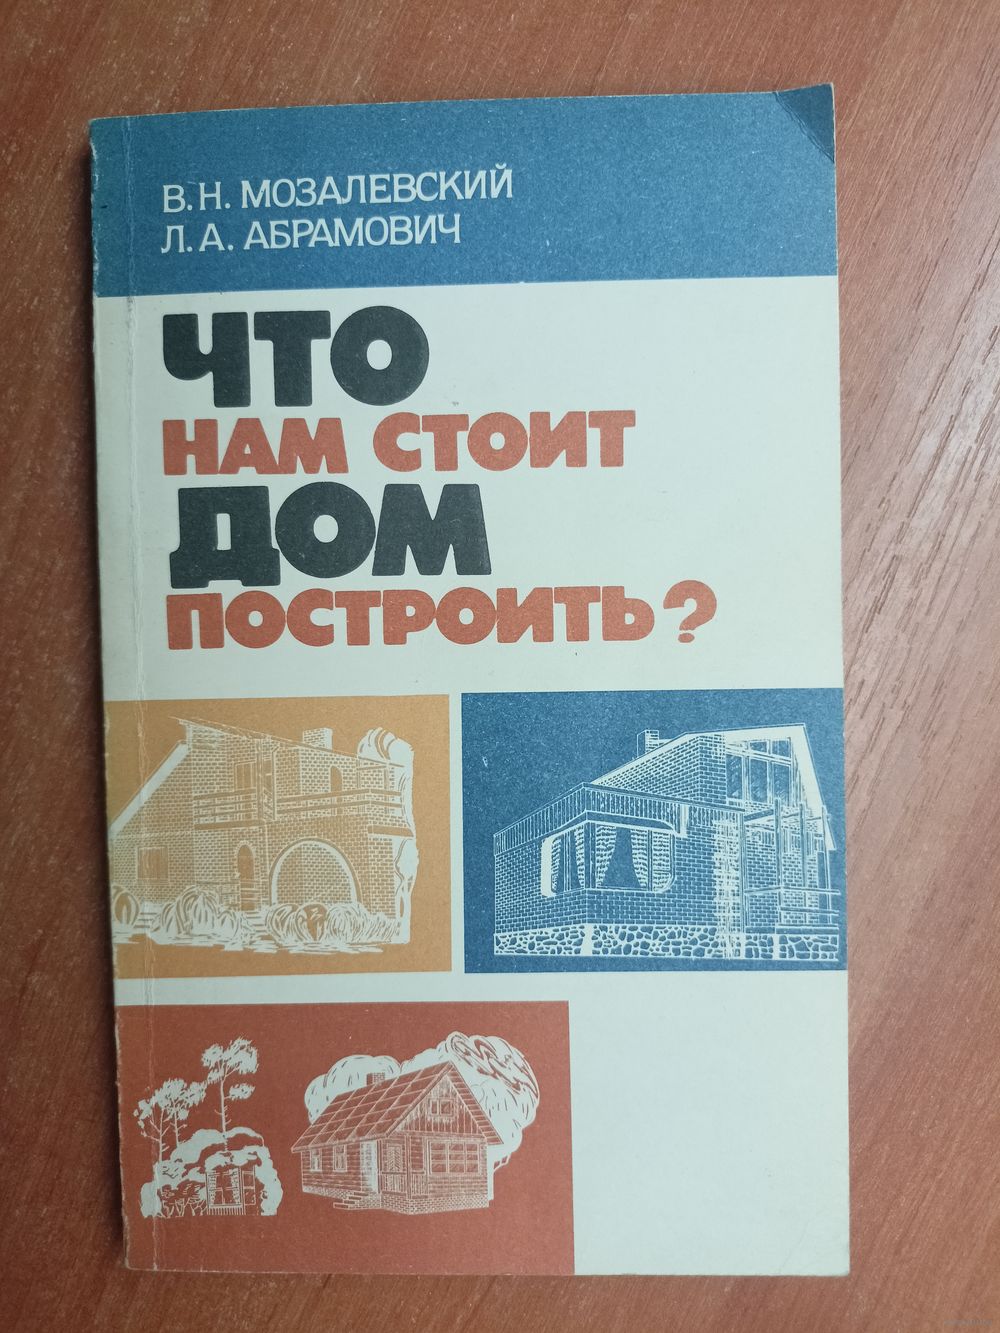 В. Н. МОЗАЛЕВСКИЙ
Л. А. АБРАМОВИЧ
ЧТО
НАМ СТОИТ
ДОМ
ПОСТРОИТЬ?